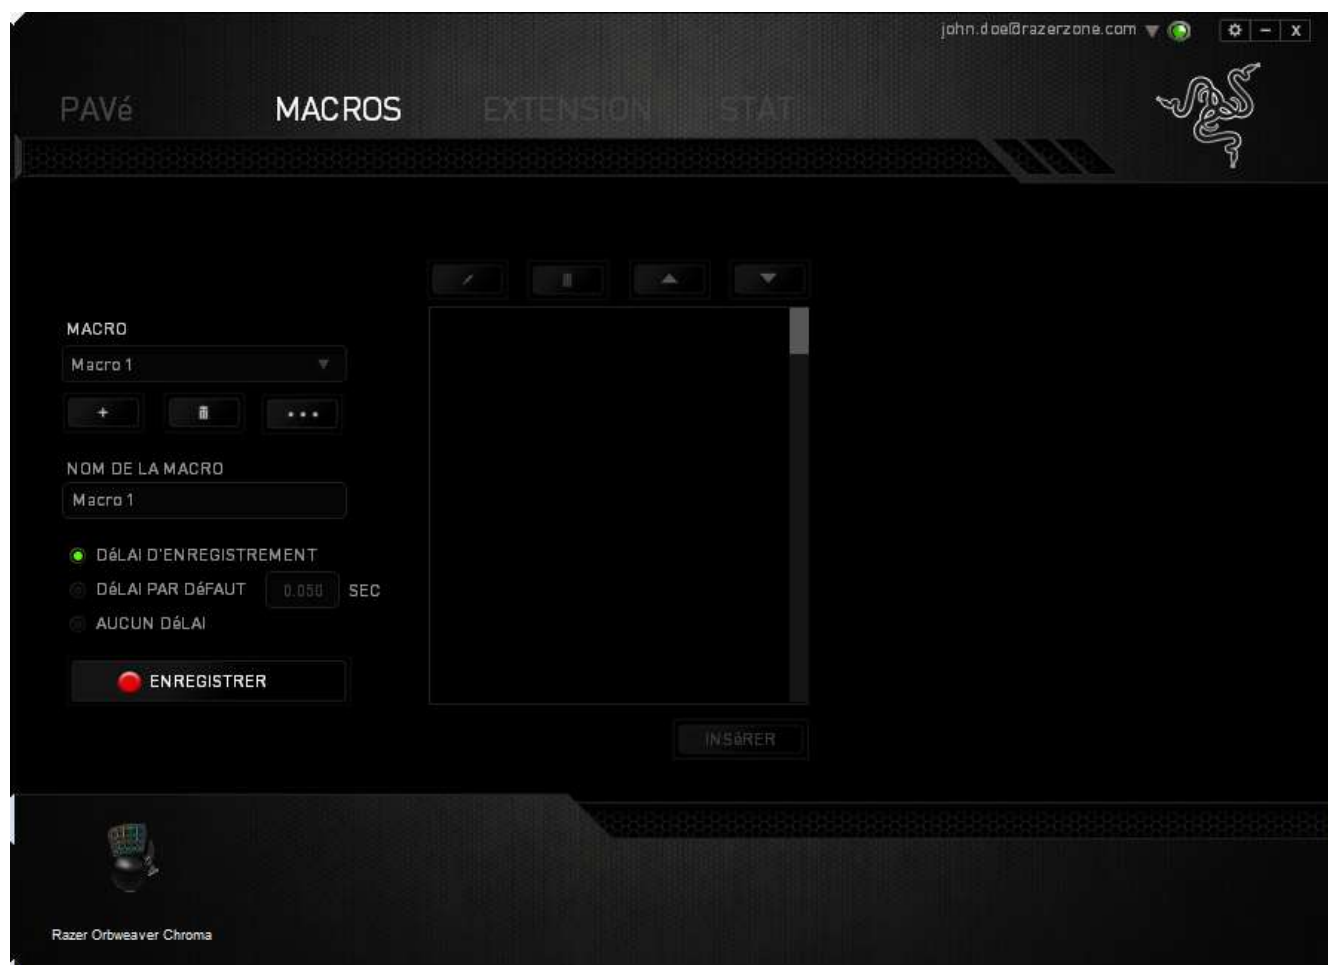 john.doe@razerzone.com
PAVé MACROS EXTENSION STAT
MACRO
Macro 1
NOM DE LA MACRO
Macro 1
DéLAI D'ENREGISTREMENT
DéLAI PAR DéFAUT 0.050 SEC
AUCUN DéLAI
ENREGISTRER
INSéRER
Razer Orbweaver Chroma